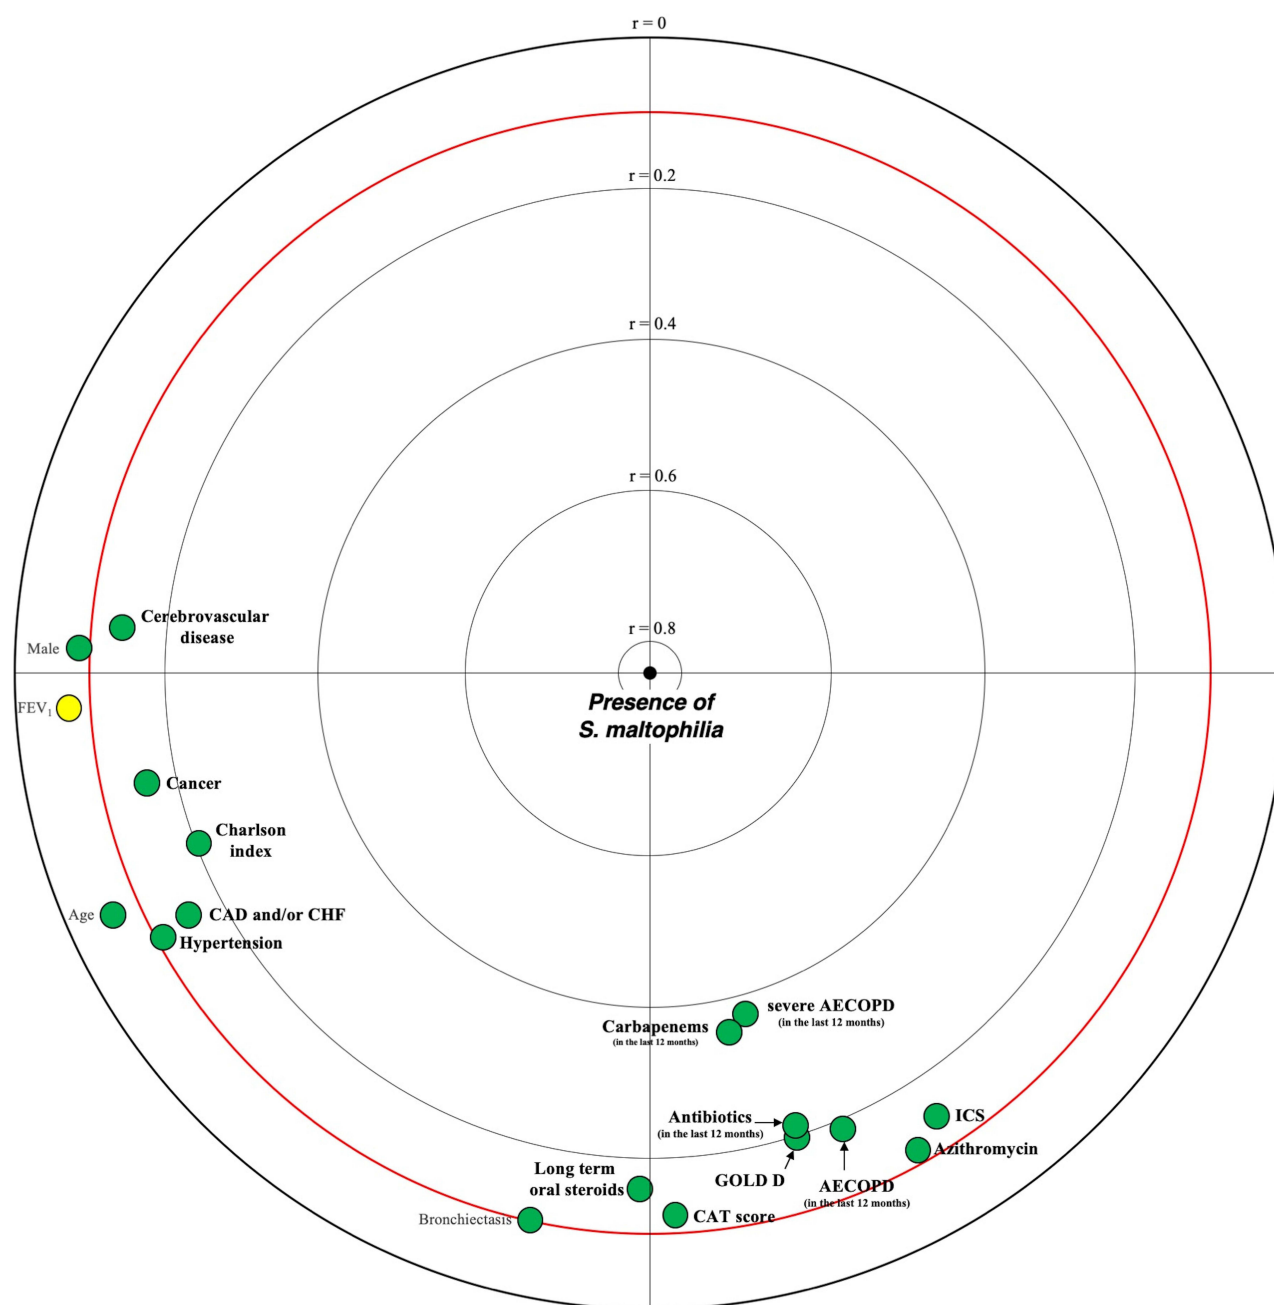 r = 0
r = 0.2
r = 0.4
r = 0.6
r = 0.8
Presence of
S. maltophilia
Cerebrovascular
disease
Male
FEV1
Cancer
Charlson
index
Age
CAD and/or CHF
Hypertension
severe AECOPD
(in the last 12 months)
Carbapenems
(in the last 12 months)
Antibiotics
(in the last 12 months)
ICS
Azithromycin
GOLD D
AECOPD
(in the last 12 months)
Long term
oral steroids
CAT score
Bronchiectasis